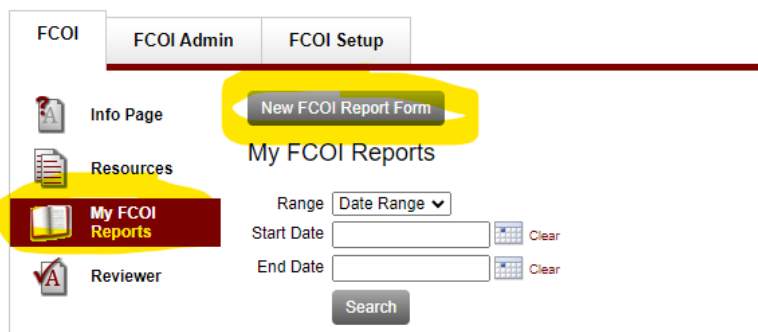 FCOI
FCOI Admin
FCOI Setup
Info Page
Resources
My FCOI
Reports
Reviewer
New FCOI Report Form
My FCOI Reports
Range Date Range
Start Date Clear
End Date Clear
Search